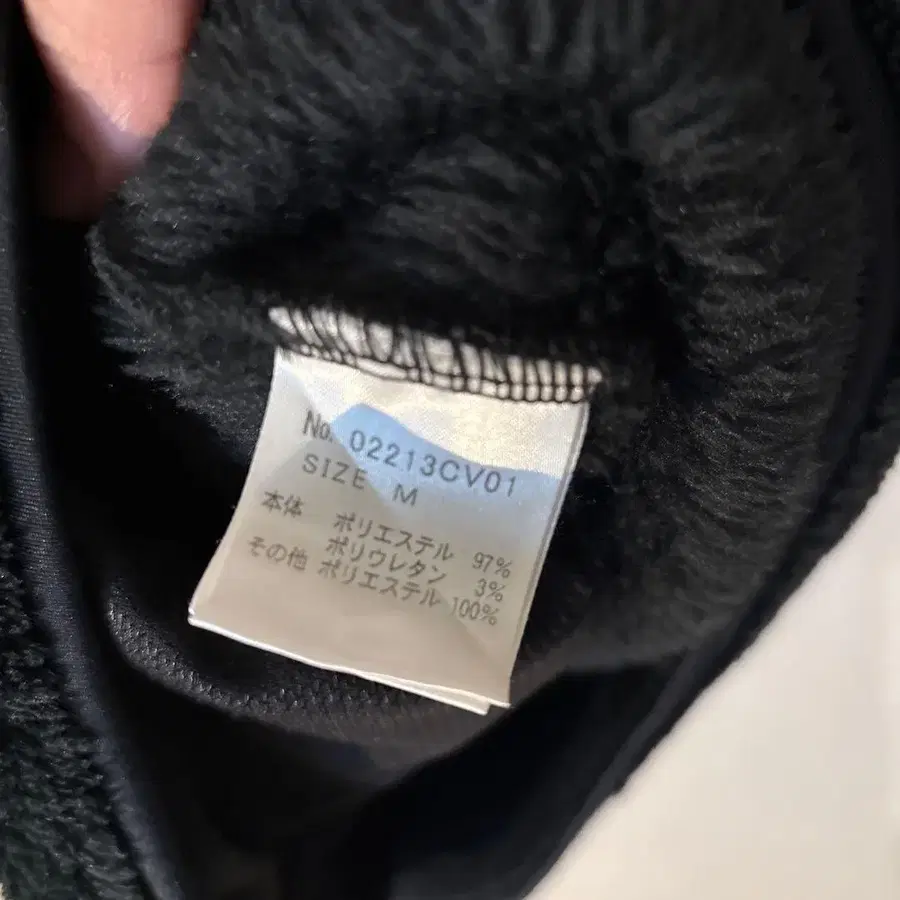 No. 02213CV01
SIZE M
本体 ポリエステル 97%
ポリウレタン 3%
その他 ポリエステル 100%